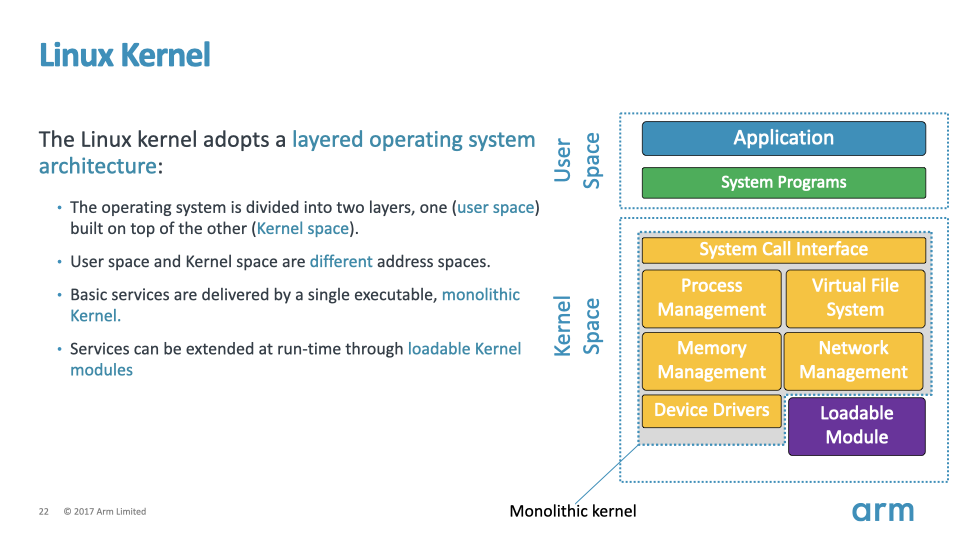 Linux Kernel
The Linux kernel adopts a layered operating system
architecture:
• The operating system is divided into two layers, one (user space)
built on top of the other (Kernel space).
• User space and Kernel space are different address spaces.
• Basic services are delivered by a single executable, monolithic
Kernel.
• Services can be extended at run-time through loadable Kernel
modules
User
Space
Application
System Programs
Kernel
Space
System Call Interface
Process
Management
Virtual File
System
Memory
Management
Network
Management
Device Drivers
Loadable
Module
Monolithic kernel
22 © 2017 Arm Limited
arm